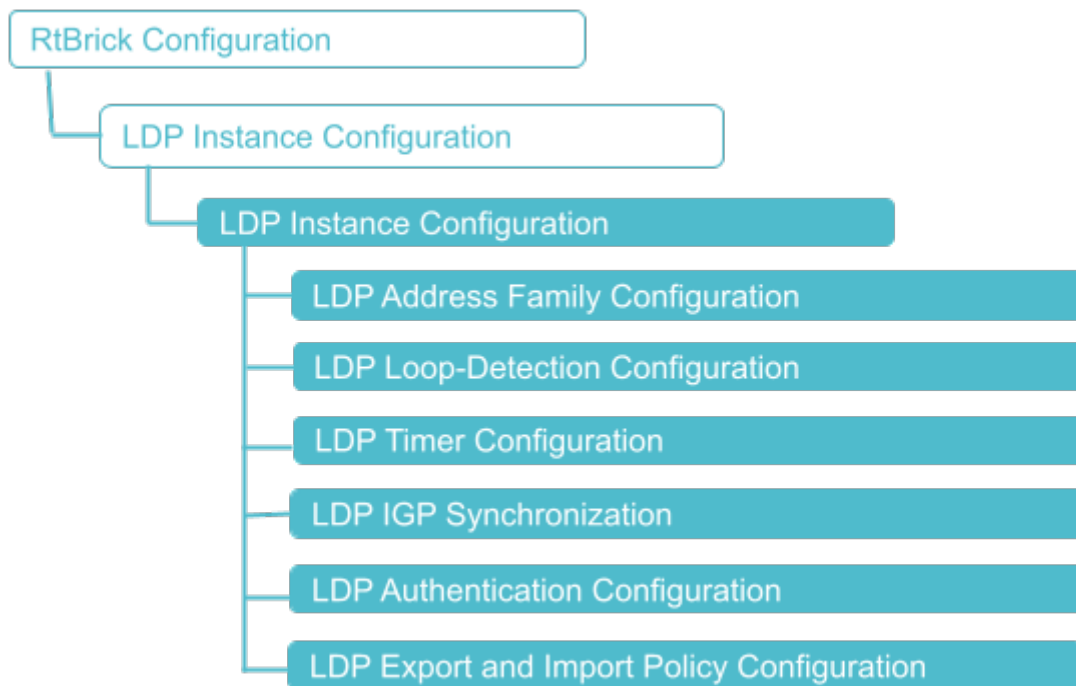 RtBrick Configuration
LDP Instance Configuration
LDP Instance Configuration
LDP Address Family Configuration
LDP Loop-Detection Configuration
LDP Timer Configuration
LDP IGP Synchronization
LDP Authentication Configuration
LDP Export and Import Policy Configuration